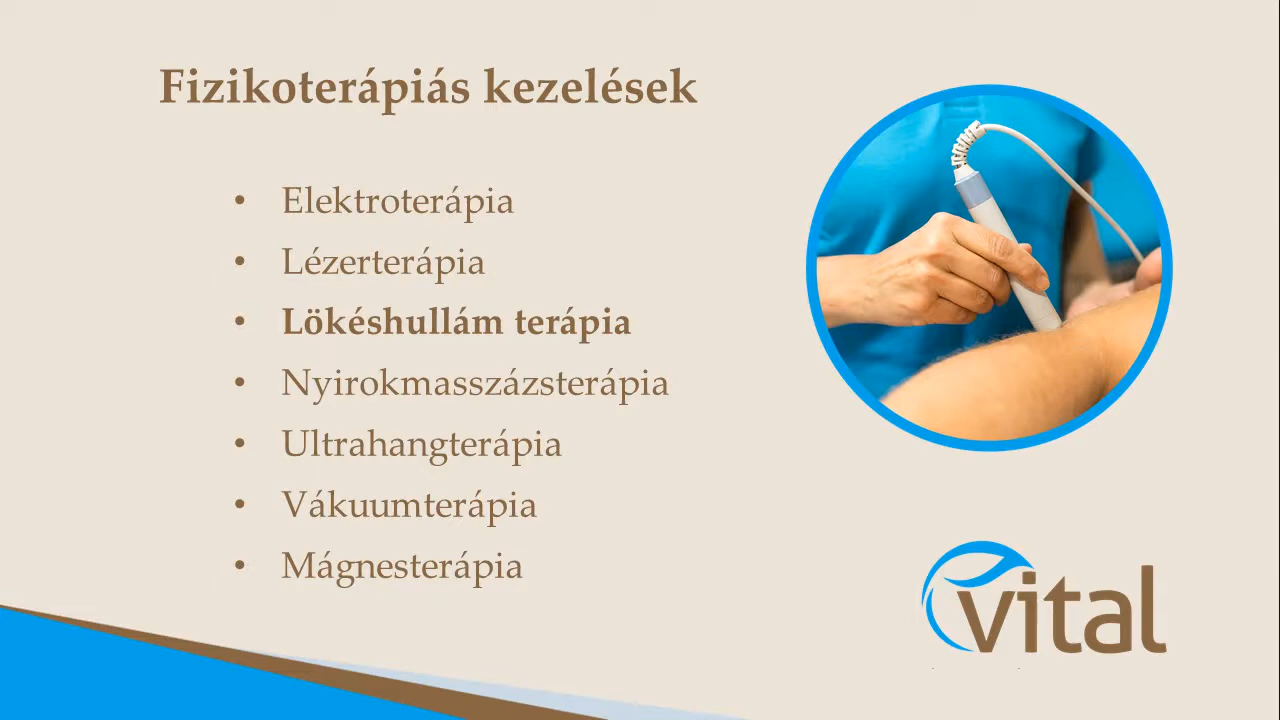 Fizikoterápiás kezelések
• Elektroterápia
• Lézerterápia
• Lökéshullám terápia
• Nyirokmasszázsterápia
• Ultrahangterápia
• Vákuumterápia
• Mágnesterápia
vital